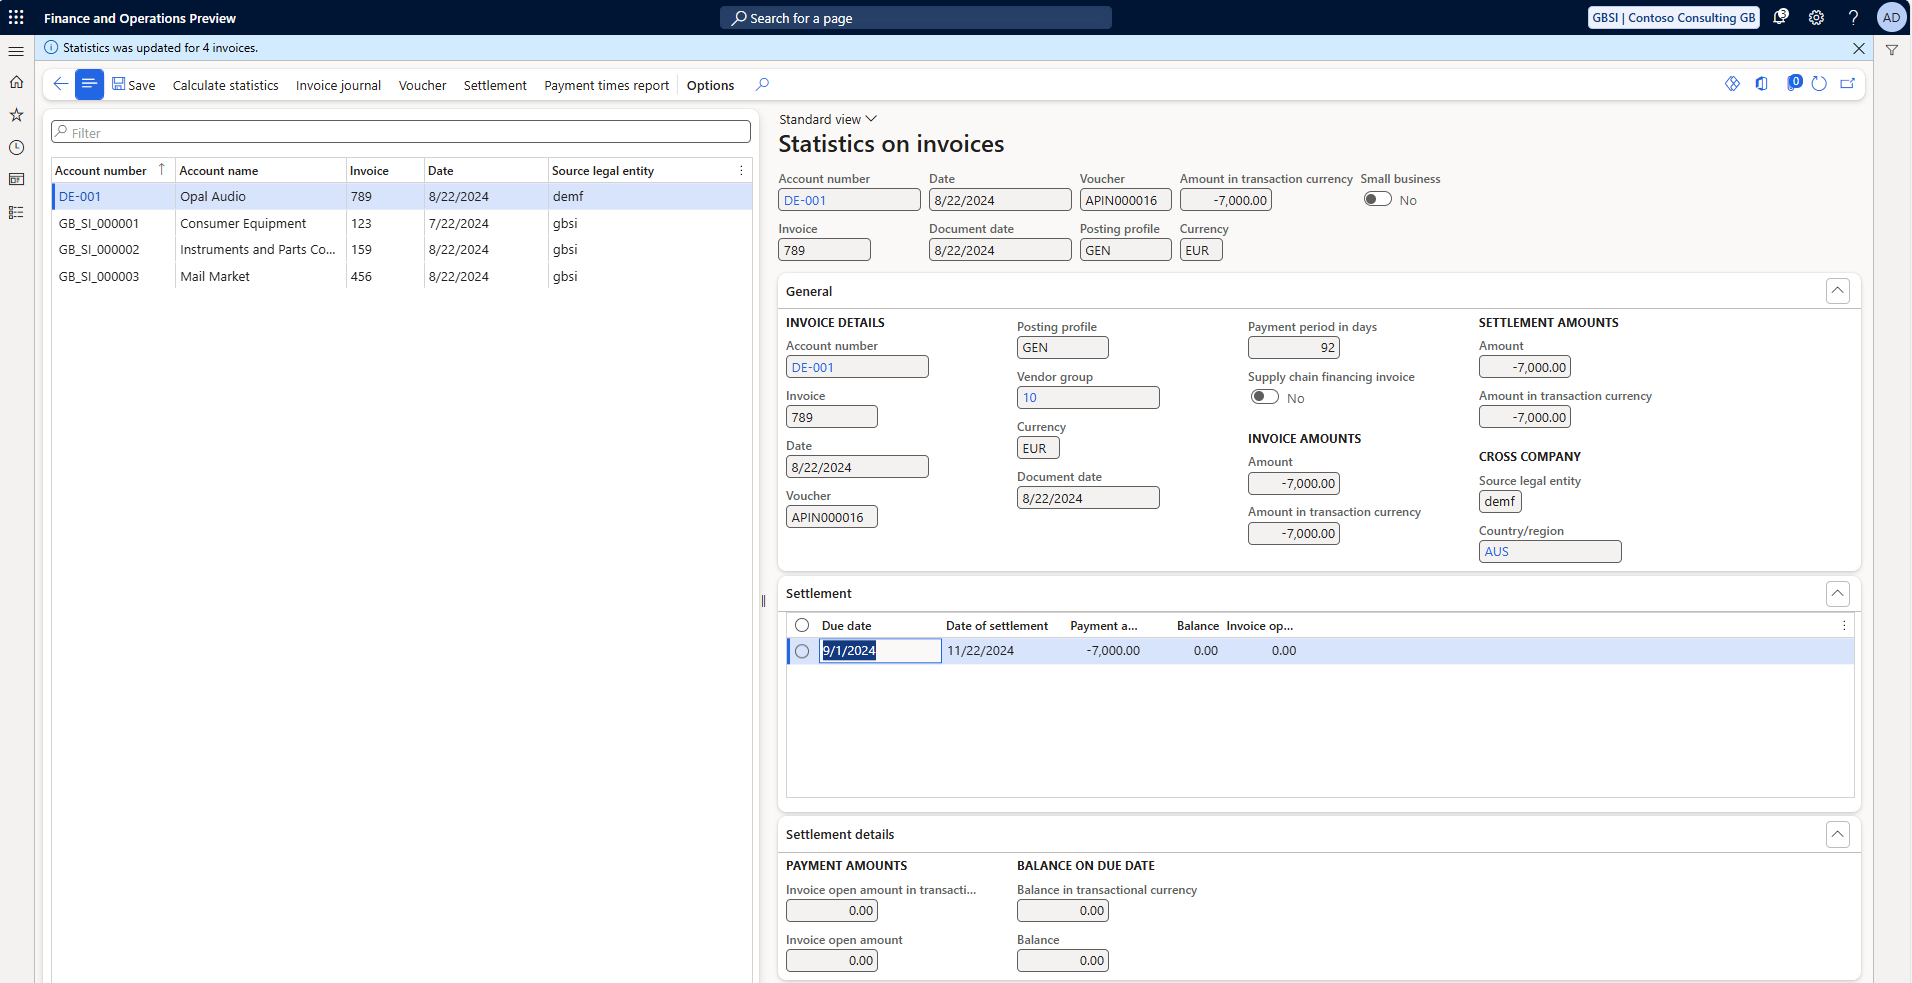 Finance and Operations Preview
Search for a page
GBSI | Contoso Consulting GB
3
?
AD
Statistics was updated for 4 invoices.
Save
Calculate statistics
Invoice journal
Voucher
Settlement
Payment times report
Options
0
Filter
Account number Account name Invoice Date Source legal entity
DE-001 Opal Audio 789 8/22/2024 demf
GB_SI_000001 Consumer Equipment 123 7/22/2024 gbsi
GB_SI_000002 Instruments and Parts Co... 159 8/22/2024 gbsi
GB_SI_000003 Mail Market 456 8/22/2024 gbsi
Standard view
Statistics on invoices
Account number Date Voucher Amount in transaction currency Small business
DE-001 8/22/2024 APIN000016 -7,000.00 No
Invoice Document date Posting profile Currency
789 8/22/2024 GEN EUR
General
INVOICE DETAILS
Account number
DE-001
Invoice
789
Date
8/22/2024
Voucher
APIN000016
Posting profile
GEN
Vendor group
10
Currency
EUR
Document date
8/22/2024
Payment period in days
92
Supply chain financing invoice
No
INVOICE AMOUNTS
Amount
-7,000.00
Amount in transaction currency
-7,000.00
SETTLEMENT AMOUNTS
Amount
-7,000.00
Amount in transaction currency
-7,000.00
CROSS COMPANY
Source legal entity
demf
Country/region
AUS
Settlement
Due date Date of settlement Payment a... Balance Invoice op...
9/1/2024 11/22/2024 -7,000.00 0.00 0.00
Settlement details
PAYMENT AMOUNTS
Invoice open amount in transacti...
0.00
Invoice open amount
0.00
BALANCE ON DUE DATE
Balance in transactional currency
0.00
Balance
0.00